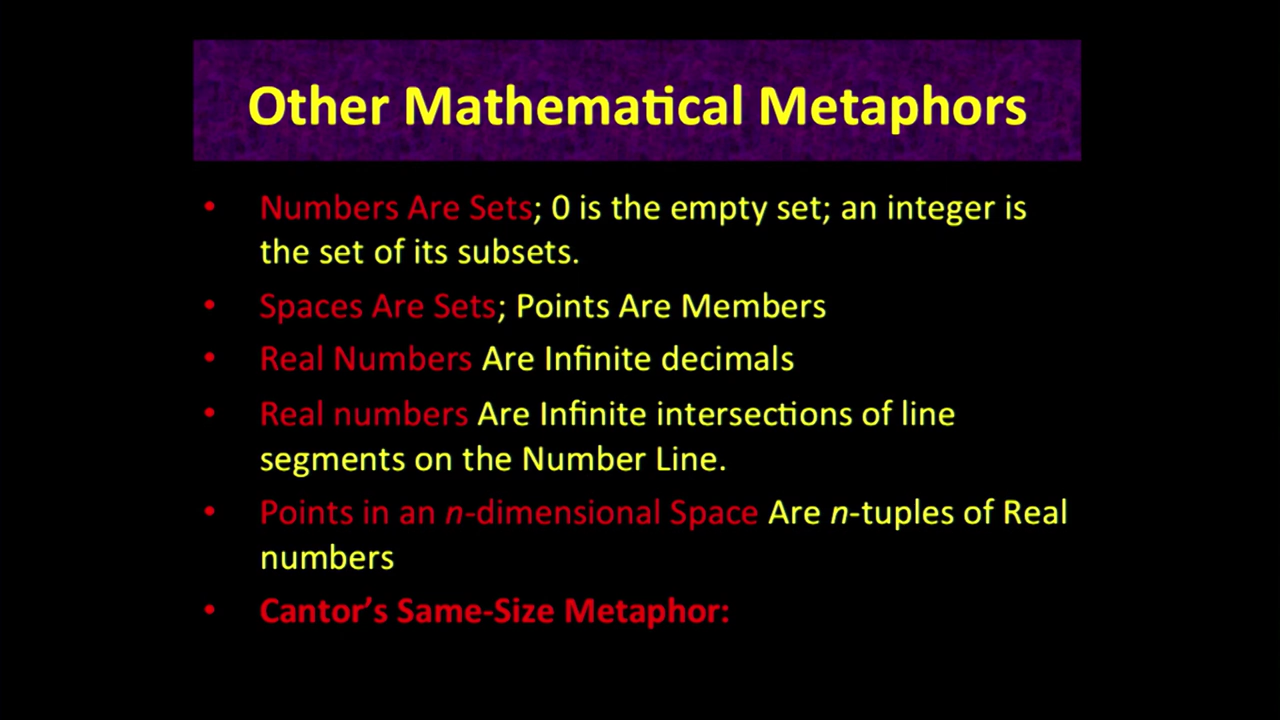 Other Mathematical Metaphors
• Numbers Are Sets; 0 is the empty set; an integer is
the set of its subsets.
• Spaces Are Sets; Points Are Members
• Real Numbers Are Infinite decimals
• Real numbers Are Infinite intersections of line
segments on the Number Line.
• Points in an n-dimensional Space Are n-tuples of Real
numbers
• Cantor’s Same-Size Metaphor: